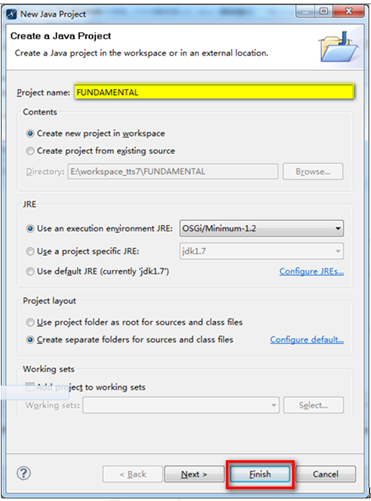 New Java Project
Create a Java Project
Create a Java project in the workspace or in an external location.
Project name: FUNDAMENTAL
Contents
Create new project in workspace
Create project from existing source
Directory: E:\workspace_tts7\FUNDAMENTAL Browse...
JRE
Use an execution environment JRE: OSGi/Minimum-1.2
Use a project specific JRE: jdk1.7
Use default JRE (currently 'jdk1.7') Configure JREs...
Project layout
Use project folder as root for sources and class files
Create separate folders for sources and class files Configure default...
Working sets
Add project to working sets
Working sets: Select...
? < Back Next > Finish Cancel